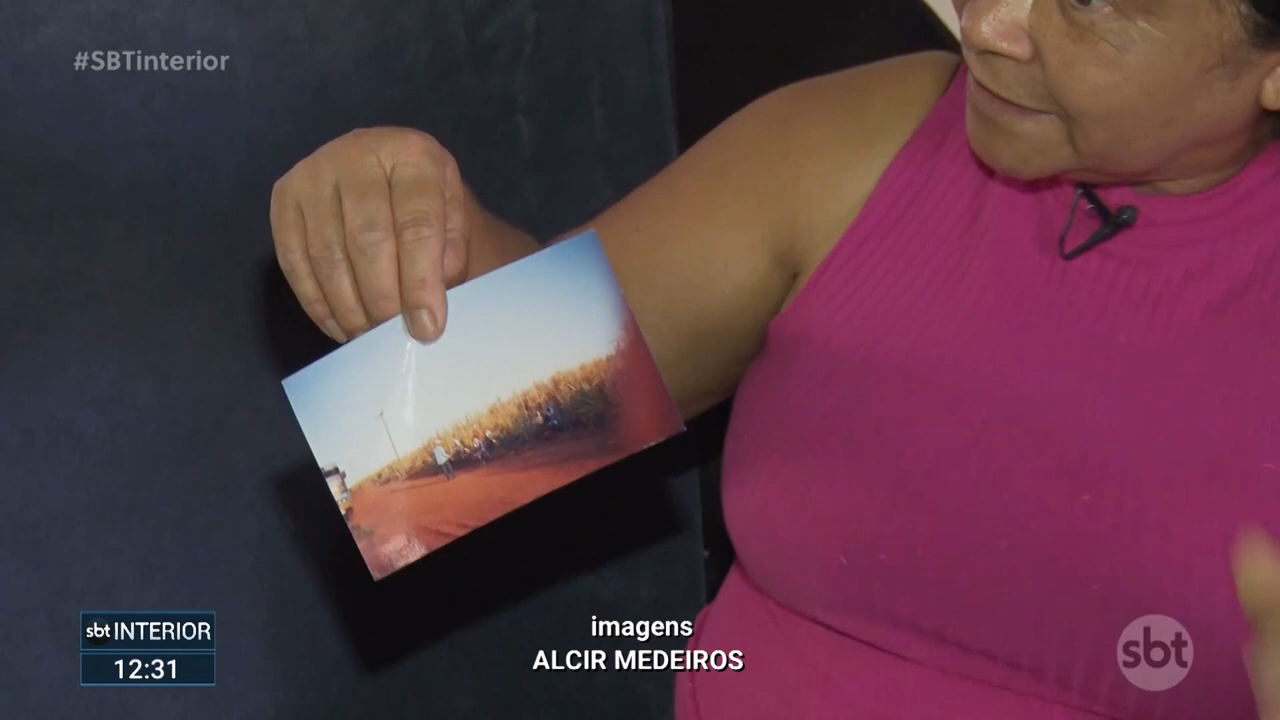 #SBTinterior
sbt INTERIOR
12:31
imagens
ALCIR MEDEIROS
sbt